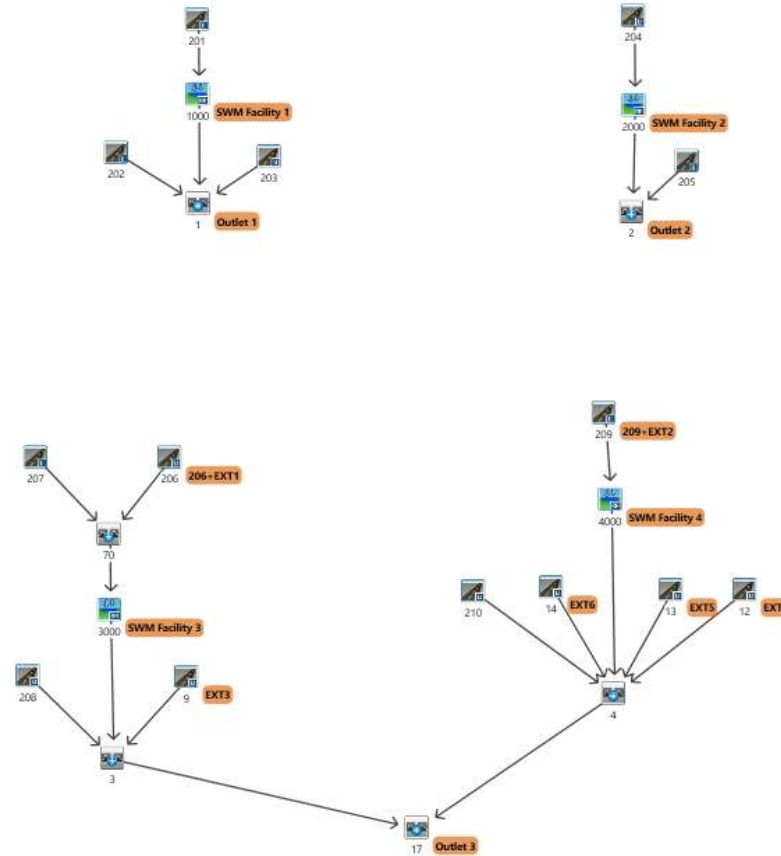 201
204
1000
SWM Facility 1
2000
SWM Facility 2
202
203
205
1
Outlet 1
2
Outlet 2
209
209+EXT2
207
206
206+EXT1
4000
SWM Facility 4
70
210
14
EXT6
13
EXT5
12
EXT
3000
SWM Facility 3
208
9
EXT3
4
3
17
Outlet 3